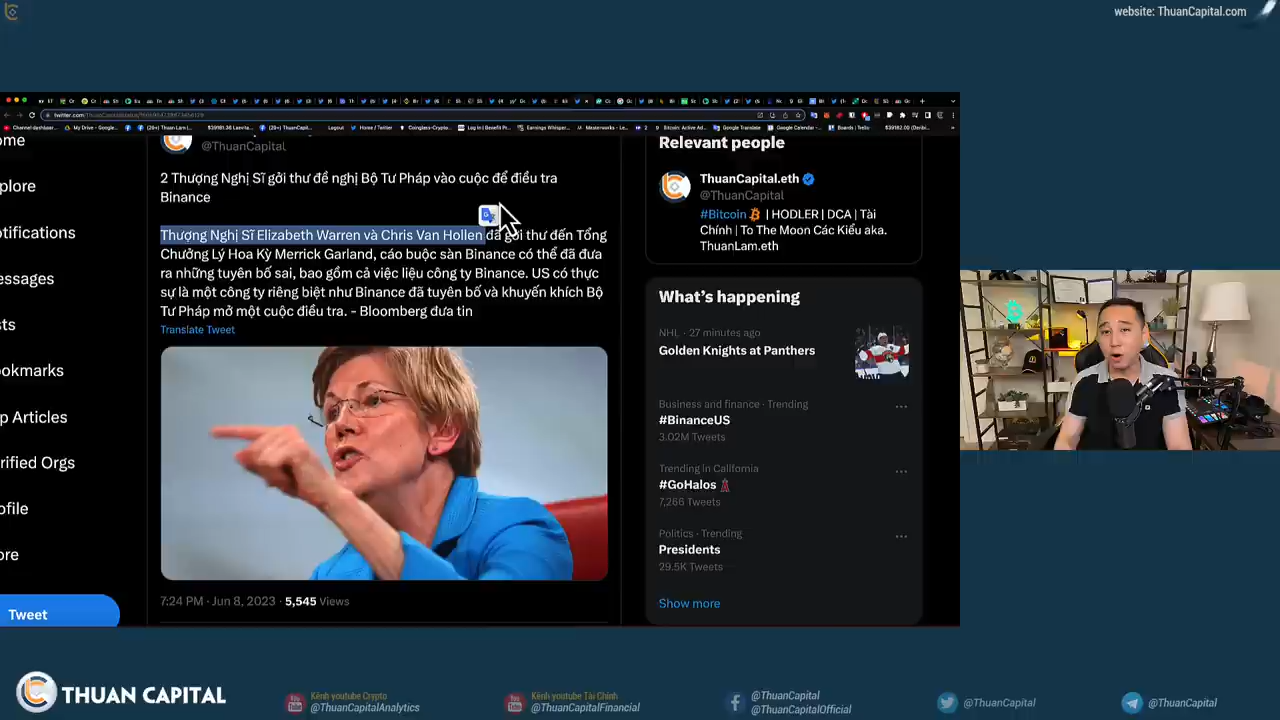 website: ThuanCapital.com
ome
plore
otifications
essages
sts
ookmarks
p Articles
rified Orgs
ofile
ore
Tweet
@ThuanCapital
2 Thượng Nghị Sĩ gởi thư đề nghị Bộ Tư Pháp vào cuộc để điều tra
Binance
Thượng Nghị Sĩ Elizabeth Warren và Chris Van Hollen đã gởi thư đến Tổng
Chưởng Lý Hoa Kỳ Merrick Garland, cáo buộc sàn Binance có thể đã đưa
ra những tuyên bố sai, bao gồm cả việc liệu công ty Binance. US có thực
sự là một công ty riêng biệt như Binance đã tuyên bố và khuyến khích Bộ
Tư Pháp mở một cuộc điều tra. - Bloomberg đưa tin
Translate Tweet
7:24 PM · Jun 8, 2023 · 5,545 Views
Relevant people
ThuanCapital.eth
@ThuanCapital
#Bitcoin | HODLER | DCA | Tài
Chính | To The Moon Các Kiểu aka.
ThuanLam.eth
What's happening
NHL · 27 minutes ago
Golden Knights at Panthers
Business and finance · Trending
#BinanceUS
3.02M Tweets
Trending in California
#GoHalos
7,266 Tweets
Politics · Trending
Presidents
29.5K Tweets
Show more
THUAN CAPITAL
Kênh youtube Crypto
@ThuanCapitalAnalytics
Kênh youtube Tài Chính
@ThuanCapitalFinancial
@ThuanCapital
@ThuanCapitalOfficial
@ThuanCapital
@ThuanCapital